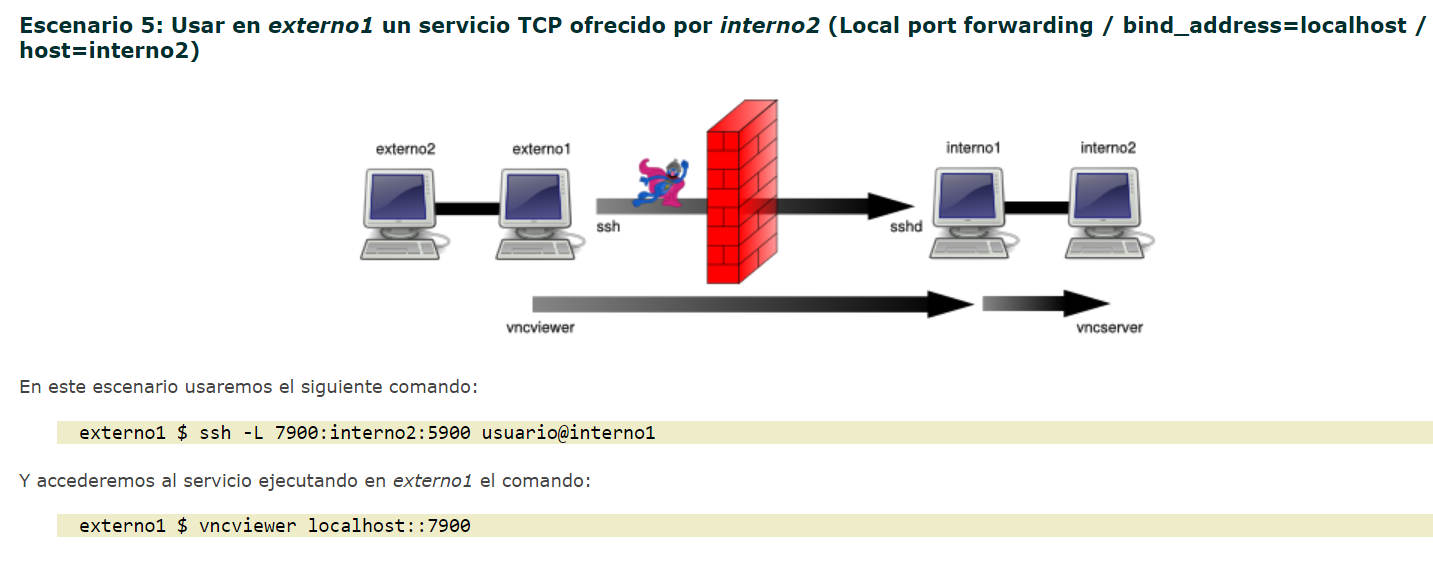 Escenario 5: Usar en externo1 un servicio TCP ofrecido por interno2 (Local port forwarding / bind_address=localhost /
host=interno2)
externo2 externo1 interno1 interno2
ssh sshd
vncviewer vncserver
En este escenario usaremos el siguiente comando:
externo1 $ ssh -L 7900:interno2:5900 usuario@interno1
Y accederemos al servicio ejecutando en externo1 el comando:
externo1 $ vncviewer localhost::7900